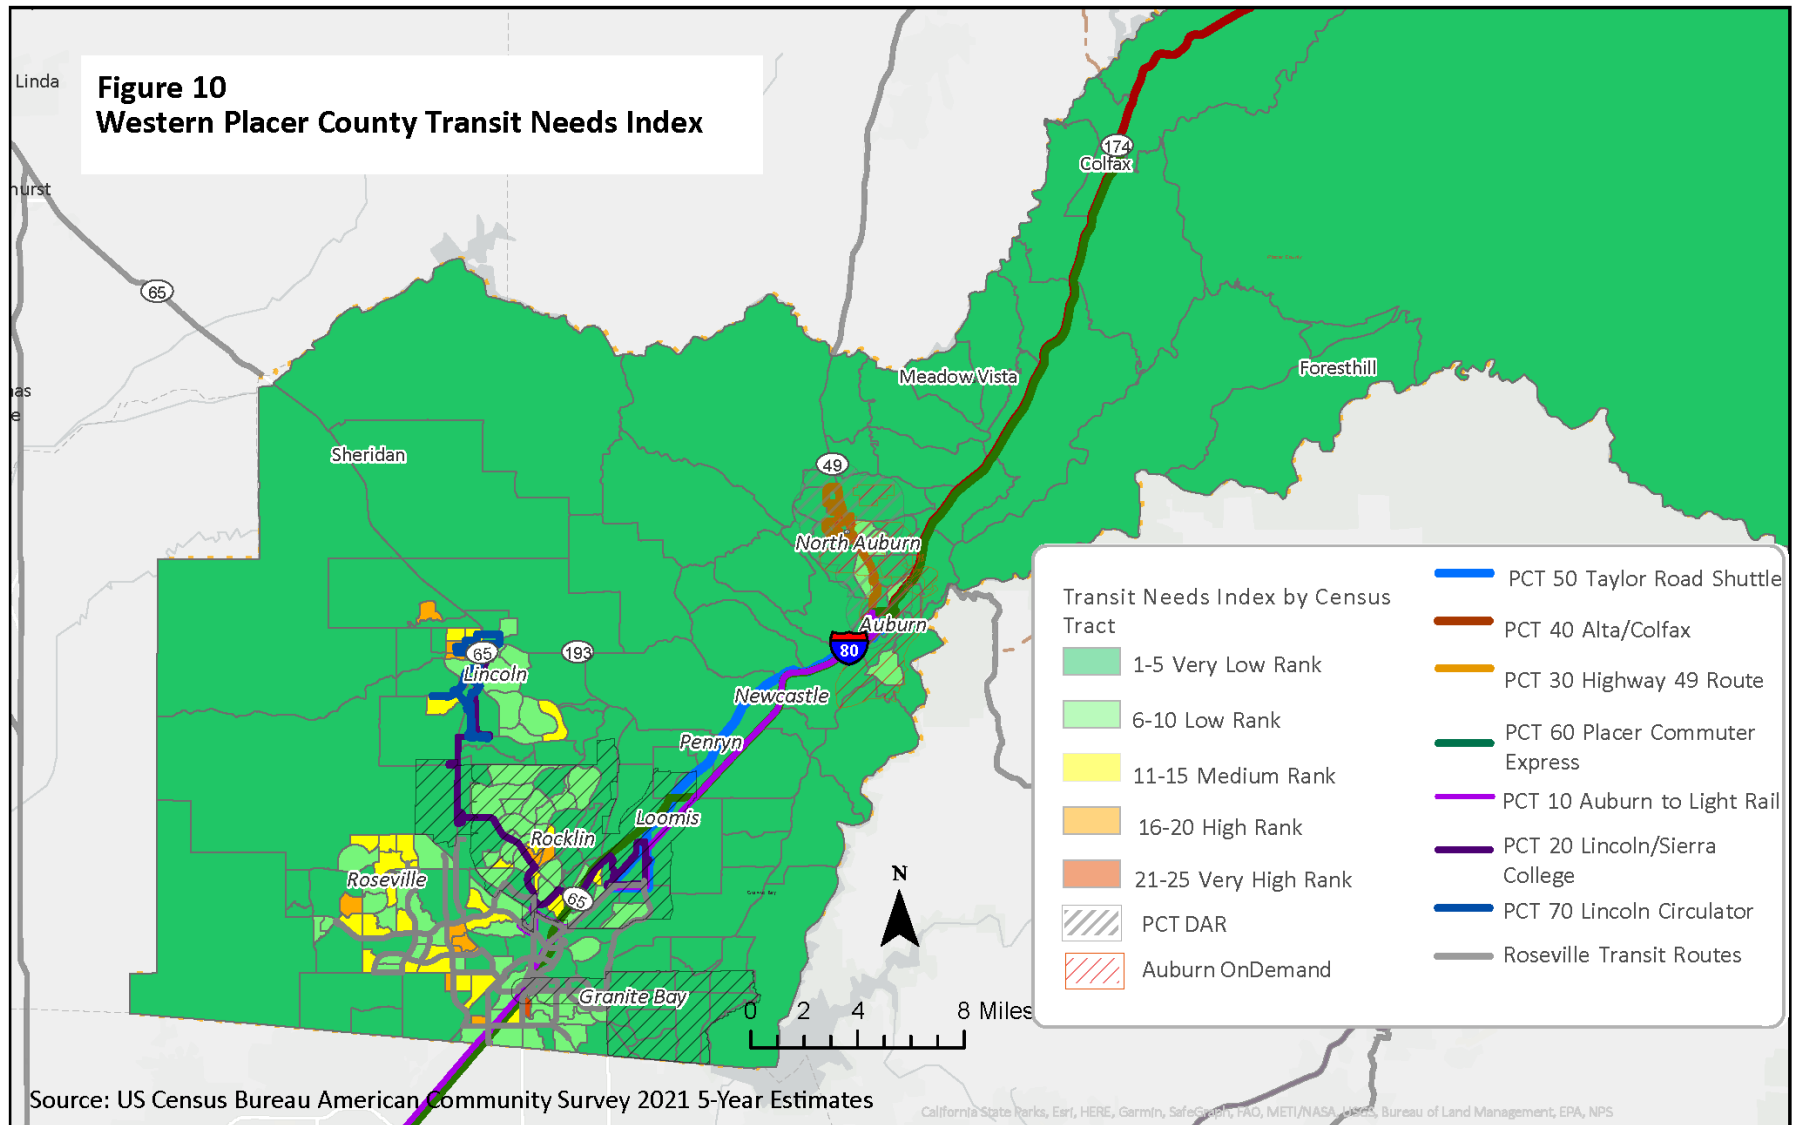 Figure 10
Western Placer County Transit Needs Index
Linda
hurst
65
174
Colfax
Placer County
Foresthill
Meadow Vista
Sheridan
49
North Auburn
Auburn
80
65
193
Lincoln
Newcastle
Penryn
Loomis
Rocklin
Roseville
65
Granite Bay
N
0 2 4 8 Miles
Transit Needs Index by Census
Tract
1-5 Very Low Rank
6-10 Low Rank
11-15 Medium Rank
16-20 High Rank
21-25 Very High Rank
PCT DAR
Auburn OnDemand
PCT 50 Taylor Road Shuttle
PCT 40 Alta/Colfax
PCT 30 Highway 49 Route
PCT 60 Placer Commuter
Express
PCT 10 Auburn to Light Rail
PCT 20 Lincoln/Sierra
College
PCT 70 Lincoln Circulator
Roseville Transit Routes
Source: US Census Bureau American Community Survey 2021 5-Year Estimates
California State Parks, Esri, HERE, Garmin, SafeGraph, FAO, METI/NASA, USGS, Bureau of Land Management, EPA, NPS